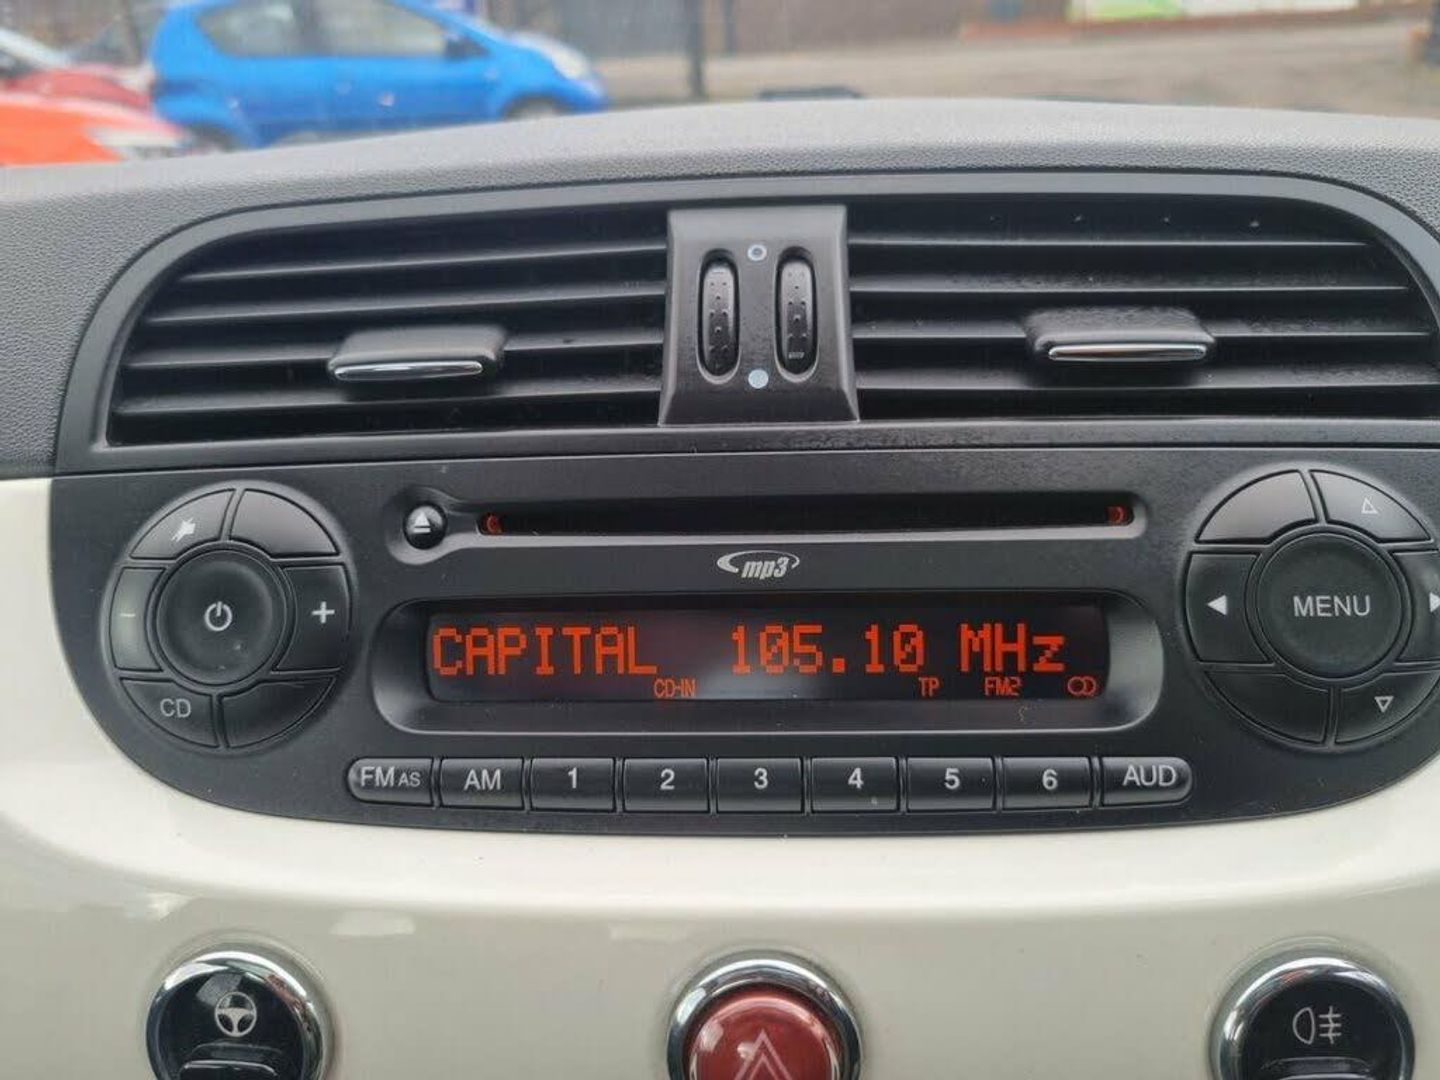 mp3
CAPITAL 105.10 MHz
CD-IN TP FM2
MENU
CD
FM AS AM 1 2 3 4 5 6 AUD